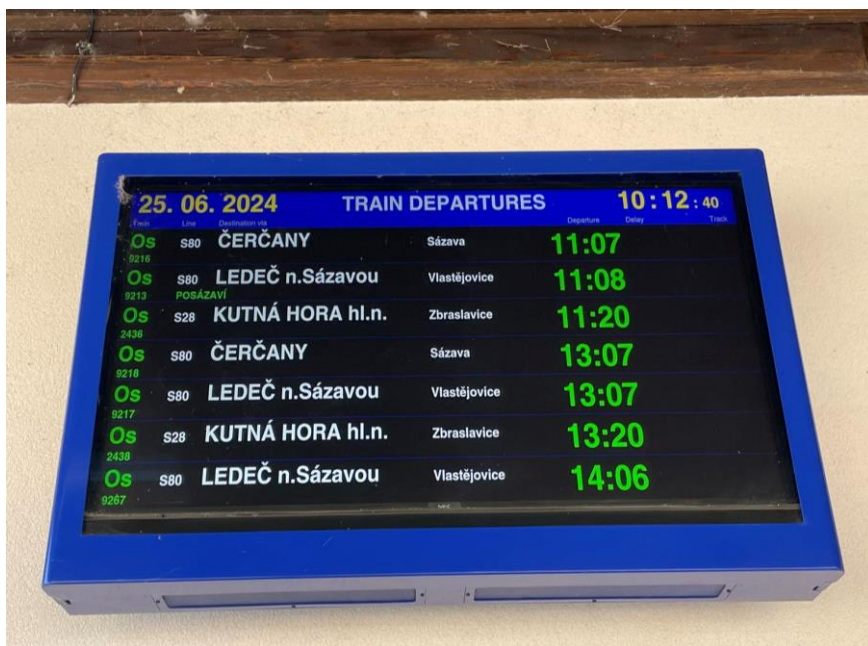 25. 06. 2024 TRAIN DEPARTURES 10:12:40
Train Line Destination via Departure Delay Track
Os S80 ČERČANY Sázava 11:07
9216
Os S80 LEDEČ n.Sázavou Vlastějovice 11:08
9213 POSÁZAVÍ
Os S28 KUTNÁ HORA hl.n. Zbraslavice 11:20
2436
Os S80 ČERČANY Sázava 13:07
9218
Os S80 LEDEČ n.Sázavou Vlastějovice 13:07
9217
Os S28 KUTNÁ HORA hl.n. Zbraslavice 13:20
2438
Os S80 LEDEČ n.Sázavou Vlastějovice 14:06
9267
NEC